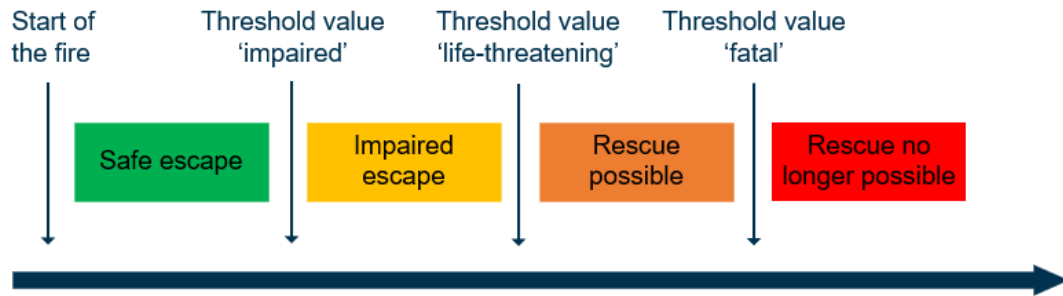 Start of
the fire
Threshold value
‘impaired’
Threshold value
‘life-threatening’
Threshold value
‘fatal’
Safe escape
Impaired
escape
Rescue
possible
Rescue no
longer possible